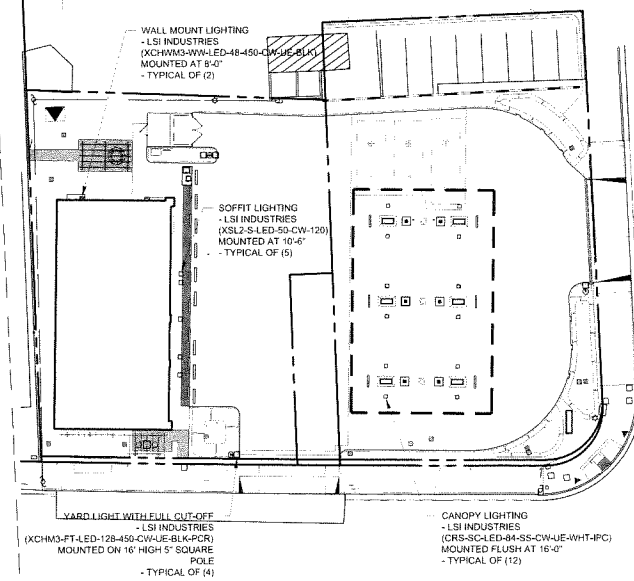 WALL MOUNT LIGHTING
- LSI INDUSTRIES
(XCHWM3-WW-LED-48-450-CW-UE-BLK)
MOUNTED AT 8'-0"
- TYPICAL OF (2)
SOFFIT LIGHTING
- LSI INDUSTRIES
(XSL2-S-LED-50-CW-120)
MOUNTED AT 10'-6"
- TYPICAL OF (5)
YARD LIGHT WITH FULL CUT-OFF
- LSI INDUSTRIES
(XCHM3-FT-LED-128-450-CW-UE-BLK-PCR)
MOUNTED ON 16' HIGH 5" SQUARE
POLE
- TYPICAL OF (4)
CANOPY LIGHTING
- LSI INDUSTRIES
(CRS-SC-LED-84-SS-CW-UE-WHT-IPC)
MOUNTED FLUSH AT 16'-0"
- TYPICAL OF (12)